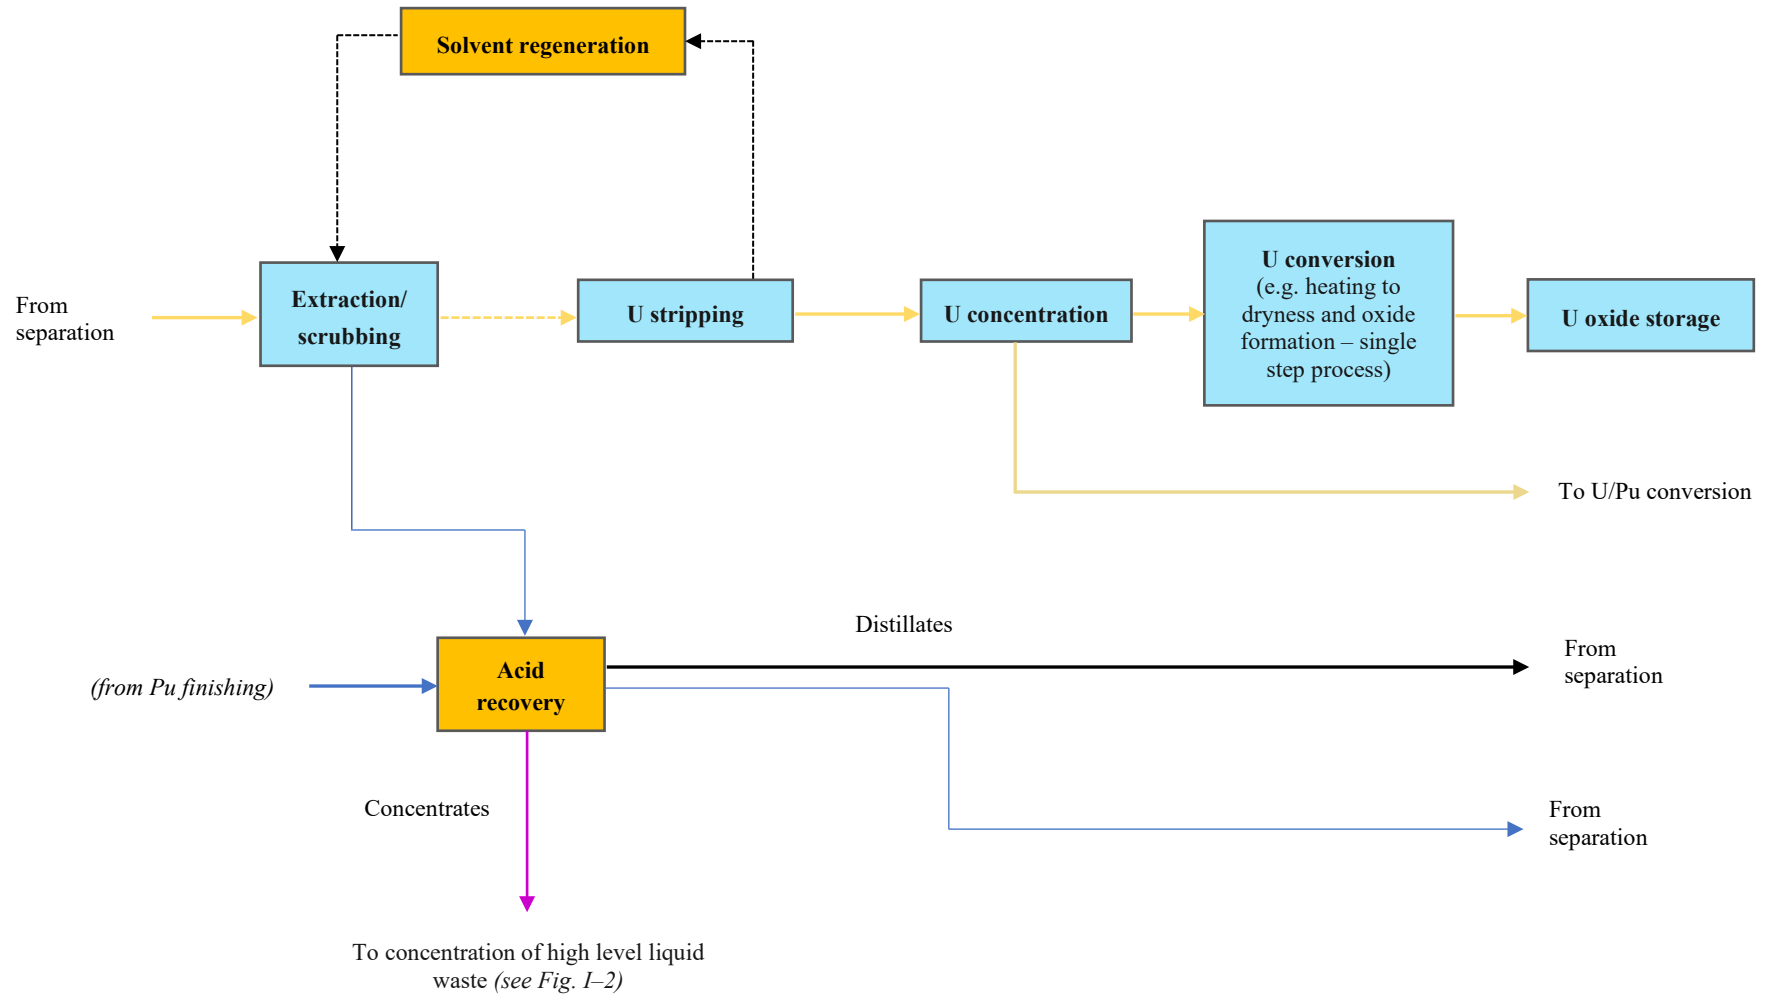 Solvent regeneration
From
separation
Extraction/
scrubbing
U stripping
U concentration
U conversion
(e.g. heating to
dryness and oxide
formation – single
step process)
U oxide storage
To U/Pu conversion
Distillates
From
separation
(from Pu finishing)
Acid
recovery
Concentrates
From
separation
To concentration of high level liquid
waste (see Fig. I–2)